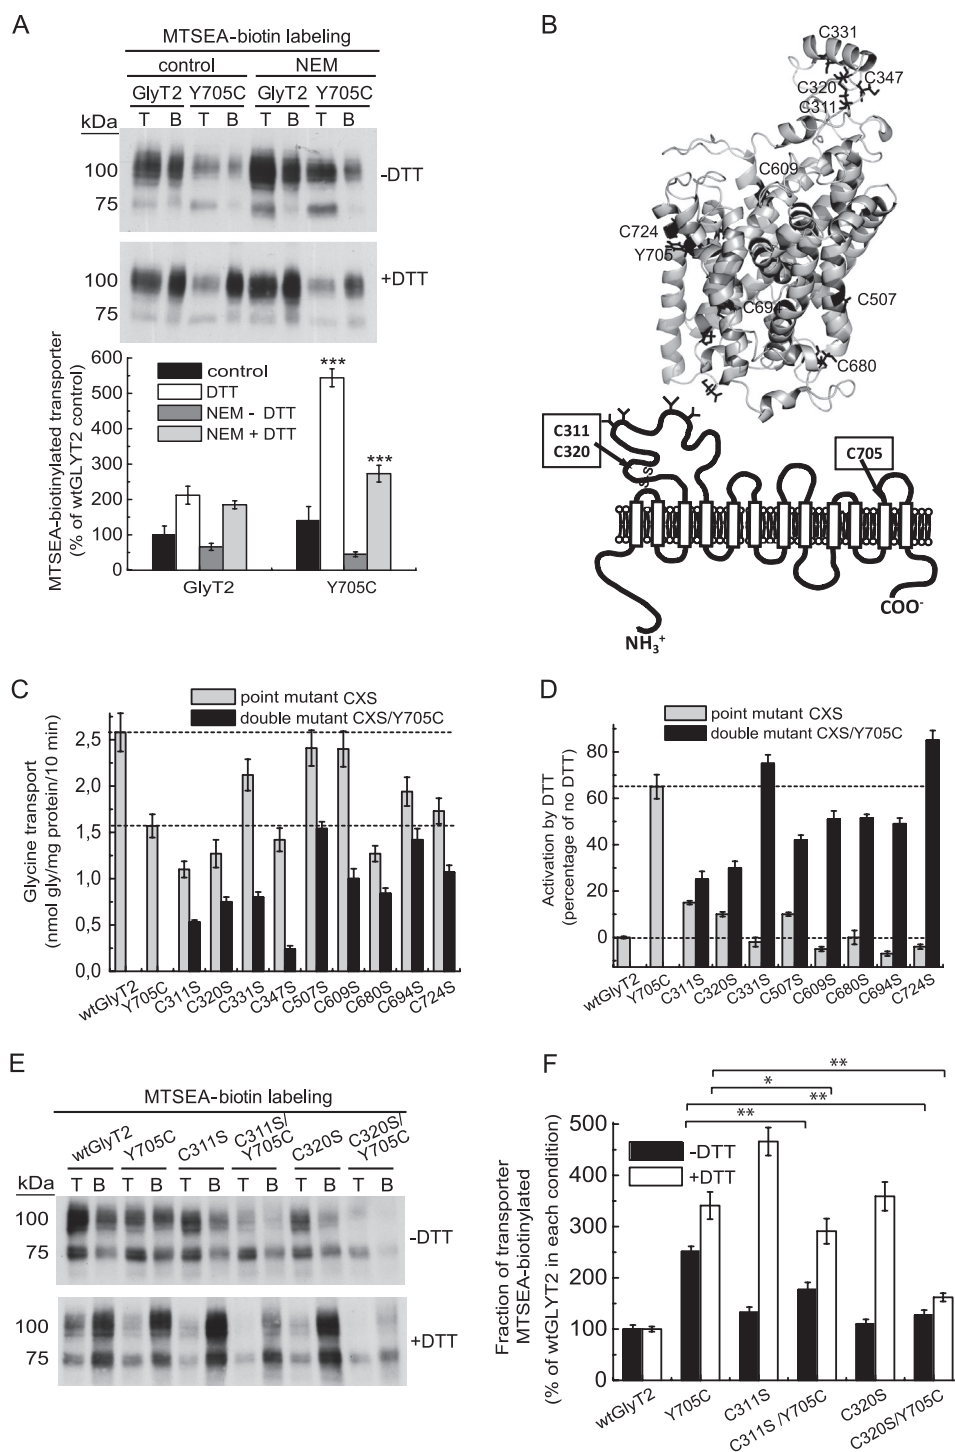 A
MTSEA-biotin labeling
control NEM
GlyT2 Y705C GlyT2 Y705C
kDa T B T B T B T B
100
75
-DTT
100
75
+DTT
MTSEA-biotinylated transporter
(% of wtGLYT2 control)
600
500
400
300
200
100
0
control
DTT
NEM - DTT
NEM + DTT
***
***
GlyT2 Y705C
B
C331
C347
C320
C311
C609
C724
Y705
C507
C694
C680
C311
C320
S-S
C705
COO-
NH3+
C
point mutant CXS
double mutant CXS/Y705C
Glycine transport
(nmol gly/mg protein/10 min)
2,5
2,0
1,5
1,0
0,5
0,0
wtGlyT2 Y705C C311S C320S C331S C347S C507S C609S C680S C694S C724S
D
point mutant CXS
double mutant CXS/Y705C
Activation by DTT
(percentage of no DTT)
80
60
40
20
0
wtGlyT2 Y705C C311S C320S C331S C507S C609S C680S C694S C724S
E
MTSEA-biotin labeling
wtGlyT2 Y705C C311S C311S/Y705C C320S C320S/Y705C
kDa T B T B T B T B T B T B
100
75
-DTT
100
75
+DTT
F
**
*
**
**
-DTT
+DTT
Fraction of transporter
MTSEA-biotinylated
(% of wtGLYT2 in each condition)
500
400
300
200
100
0
wtGlyT2 Y705C C311S C311S /Y705C C320S C320S/Y705C